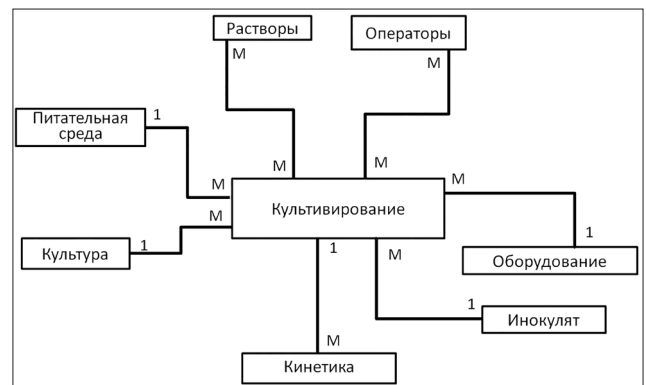 Растворы
Операторы
М
М
Питательная
среда
1
М
М
М
М
Культивирование
М
Культура
1
1
М
1
Оборудование
1
Инокулят
М
Кинетика